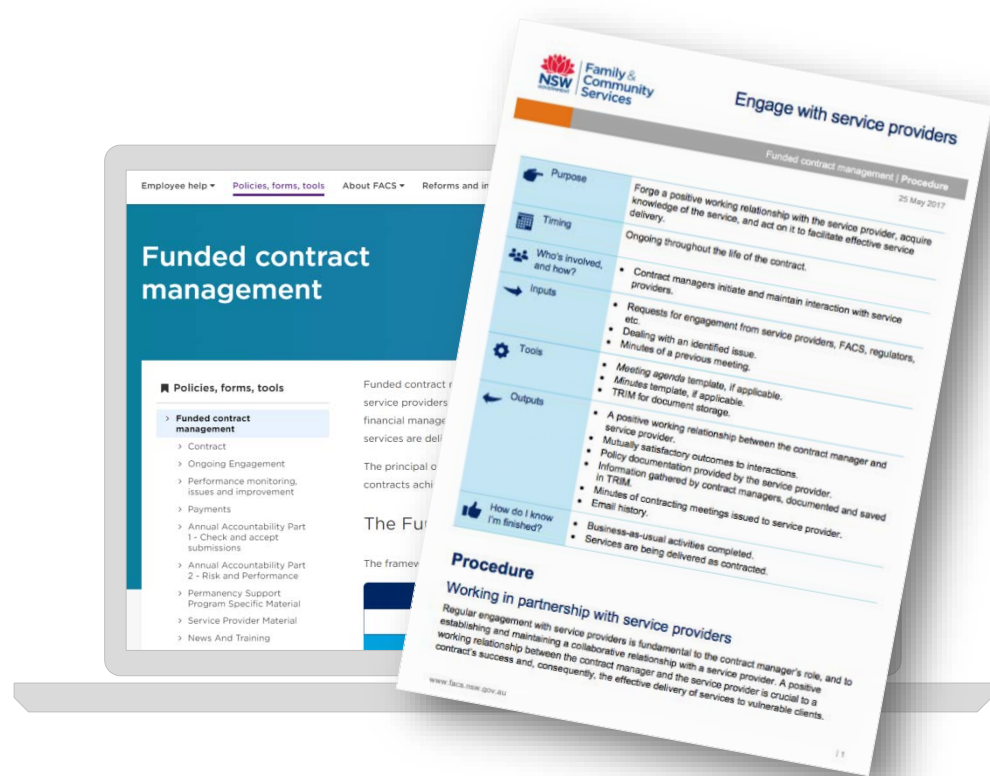 Employee help Policies, forms, tools About FACS Reforms and in
Funded contract
management
Policies, forms, tools
Funded contract
management
Contract
Ongoing Engagement
Performance monitoring,
issues and improvement
Payments
Annual Accountability Part
1 - Check and accept
submissions
Annual Accountability Part
2 - Risk and Performance
Permanency Support
Program Specific Material
Service Provider Material
News And Training
Funded contract
service providers
financial manage
services are deli
The principal o
contracts achi
The Fu
The framew
NSW
GOVERNMENT
Family &
Community
Services
Engage with service providers
Funded contract management | Procedure
25 May 2017
Purpose
Forge a positive working relationship with the service provider, acquire
knowledge of the service, and act on it to facilitate effective service
delivery.
Timing
Ongoing throughout the life of the contract.
Who's involved,
and how?
• Contract managers initiate and maintain interaction with service
providers.
Inputs
• Requests for engagement from service providers, FACS, regulators,
etc.
• Dealing with an identified issue.
• Minutes of a previous meeting.
Tools
• Meeting agenda template, if applicable.
• Minutes template, if applicable.
• TRIM for document storage.
Outputs
• A positive working relationship between the contract manager and
service provider.
• Mutually satisfactory outcomes to interactions.
• Policy documentation provided by the service provider.
• Information gathered by contract managers, documented and saved
in TRIM.
• Minutes of contracting meetings issued to service provider.
• Email history.
How do I know
I'm finished?
• Business-as-usual activities completed.
• Services are being delivered as contracted.
Procedure
Working in partnership with service providers
Regular engagement with service providers is fundamental to the contract manager's role, and to
establishing and maintaining a collaborative relationship with a service provider. A positive
working relationship between the contract manager and the service provider is crucial to a
contract's success and, consequently, the effective delivery of services to vulnerable clients.
www.facs.nsw.gov.au
| 1